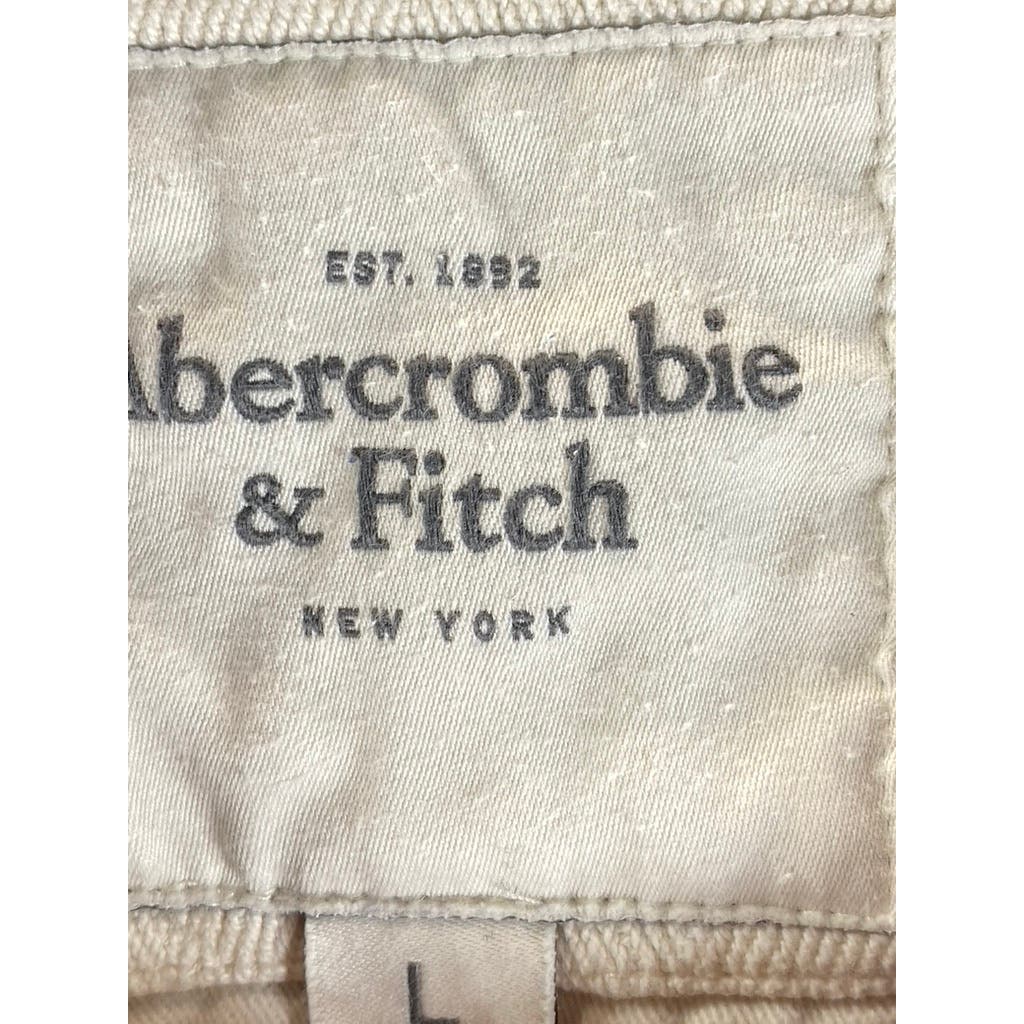 EST. 1892
Abercrombie
& Fitch
NEW YORK
L